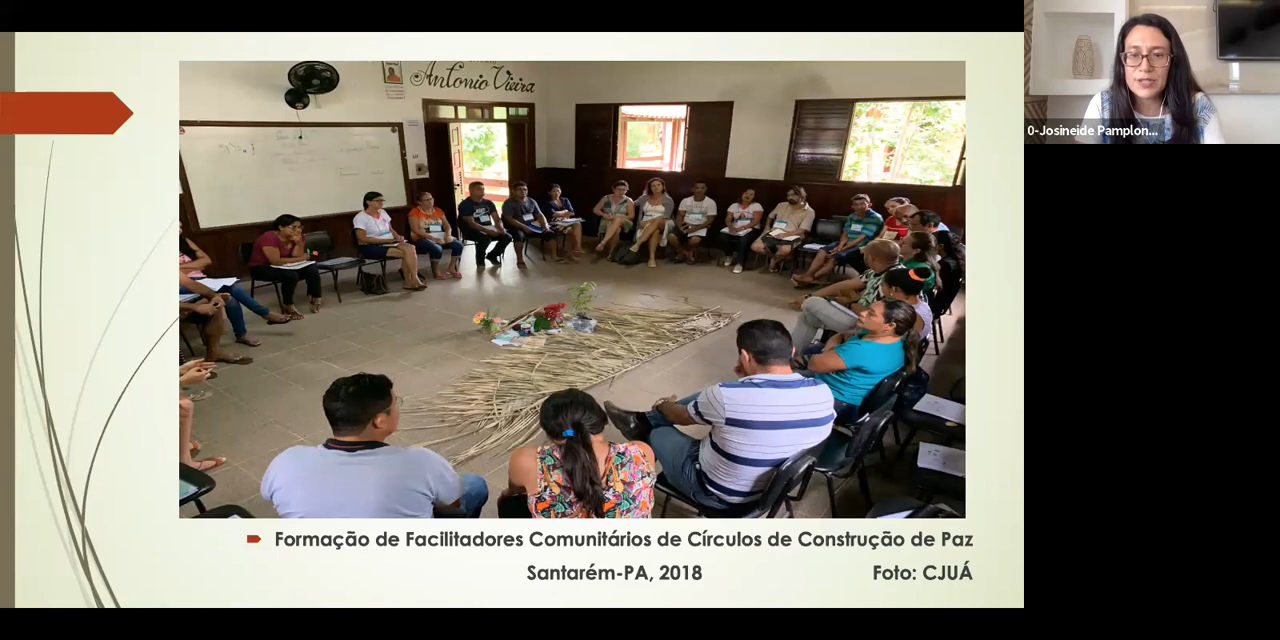 Antonio Vieira
0-Josineide Pamplon...
Formação de Facilitadores Comunitários de Círculos de Construção de Paz
Santarém-PA, 2018 Foto: CJUÁ